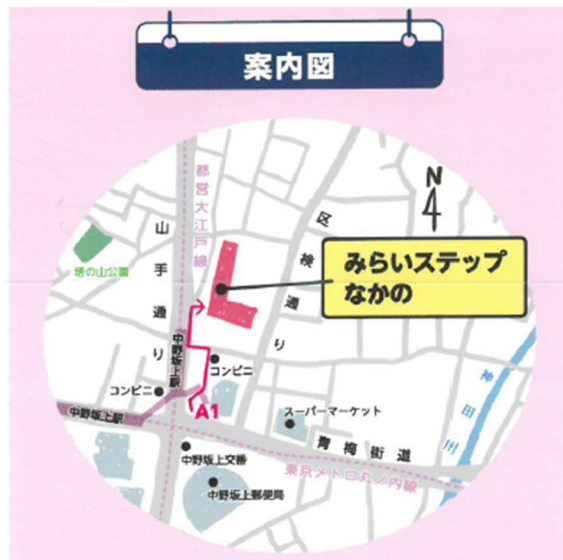 案内図
N
都営大江戸線
山手通り
区検通り
塔の山公園
みらいステップ
なかの
中野坂上駅
コンビニ
コンビニ
A1
中野坂上駅
スーパーマーケット
青梅街道
神田川
中野坂上交番
東京メトロ丸ノ内線
中野坂上郵便局